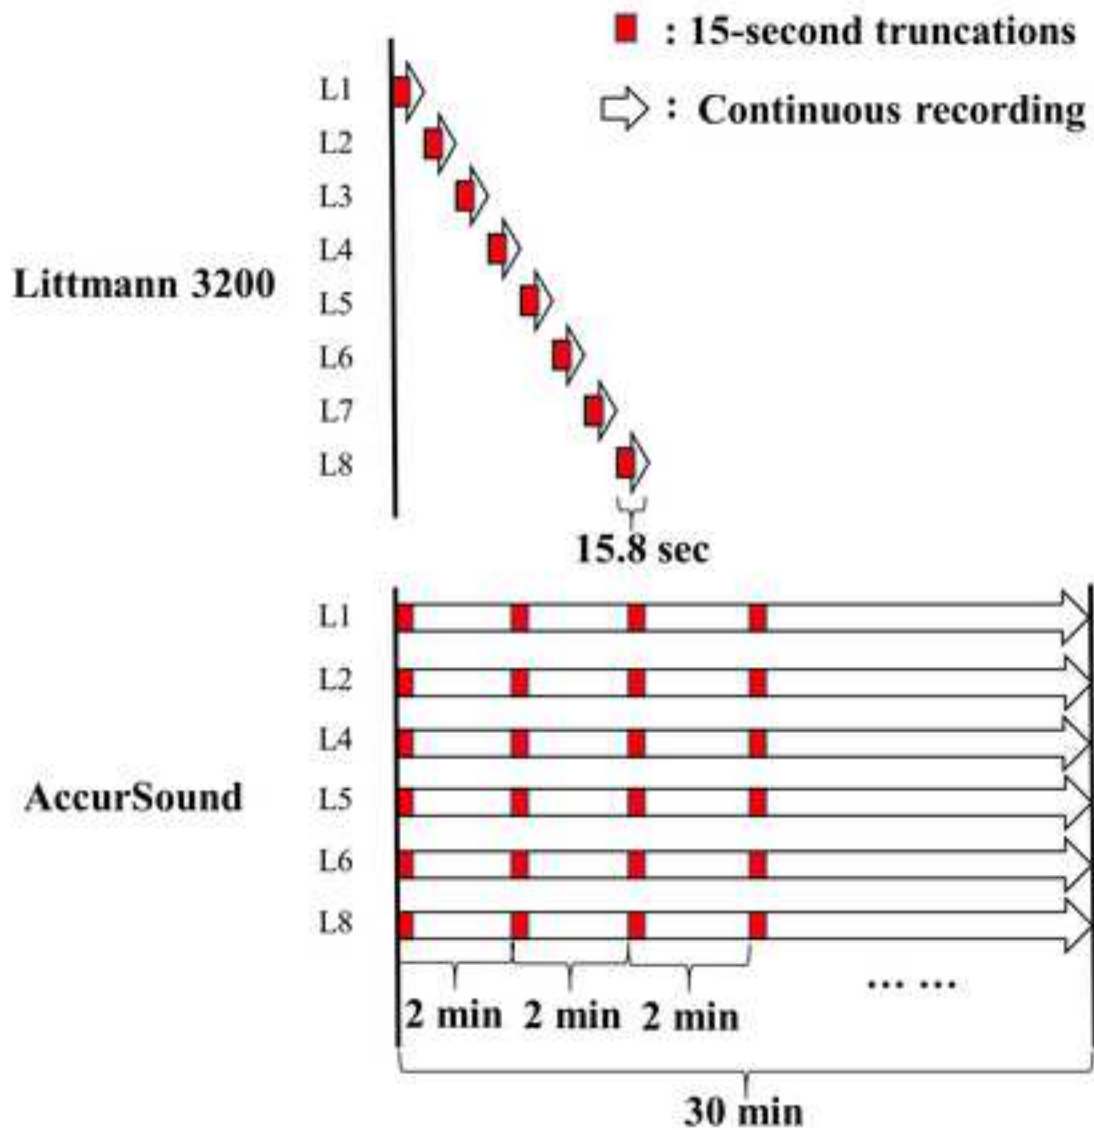 : 15-second truncations
: Continuous recording
L1
L2
L3
L4
Littmann 3200
L5
L6
L7
L8
15.8 sec
L1
L2
L4
AccurSound
L5
L6
L8
2 min 2 min 2 min
... ...
30 min